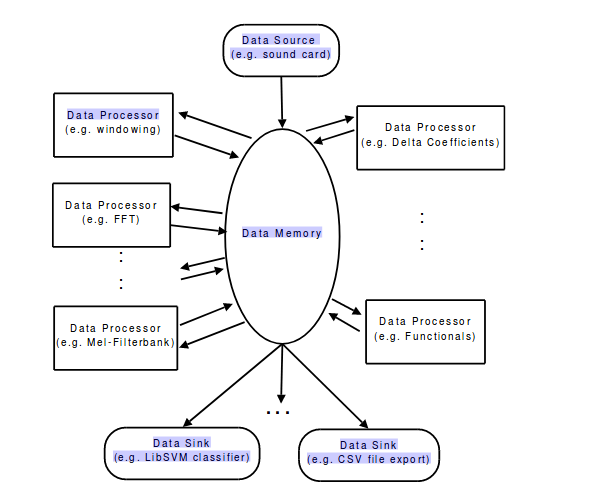 Data Source
(e.g. sound card)
Data Processor
(e.g. windowing)
Data Processor
(e.g. Delta Coefficients)
Data Processor
(e.g. FFT)
Data Memory
:
:
:
:
Data Processor
(e.g. Mel-Filterbank)
Data Processor
(e.g. Functionals)
...
Data Sink
(e.g. LibSVM classifier)
Data Sink
(e.g. CSV file export)